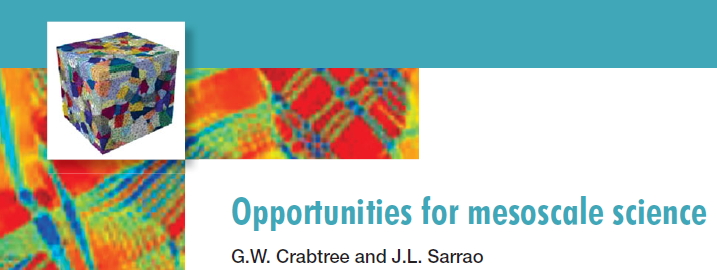 Opportunities for mesoscale science
G.W. Crabtree and J.L. Sarrao